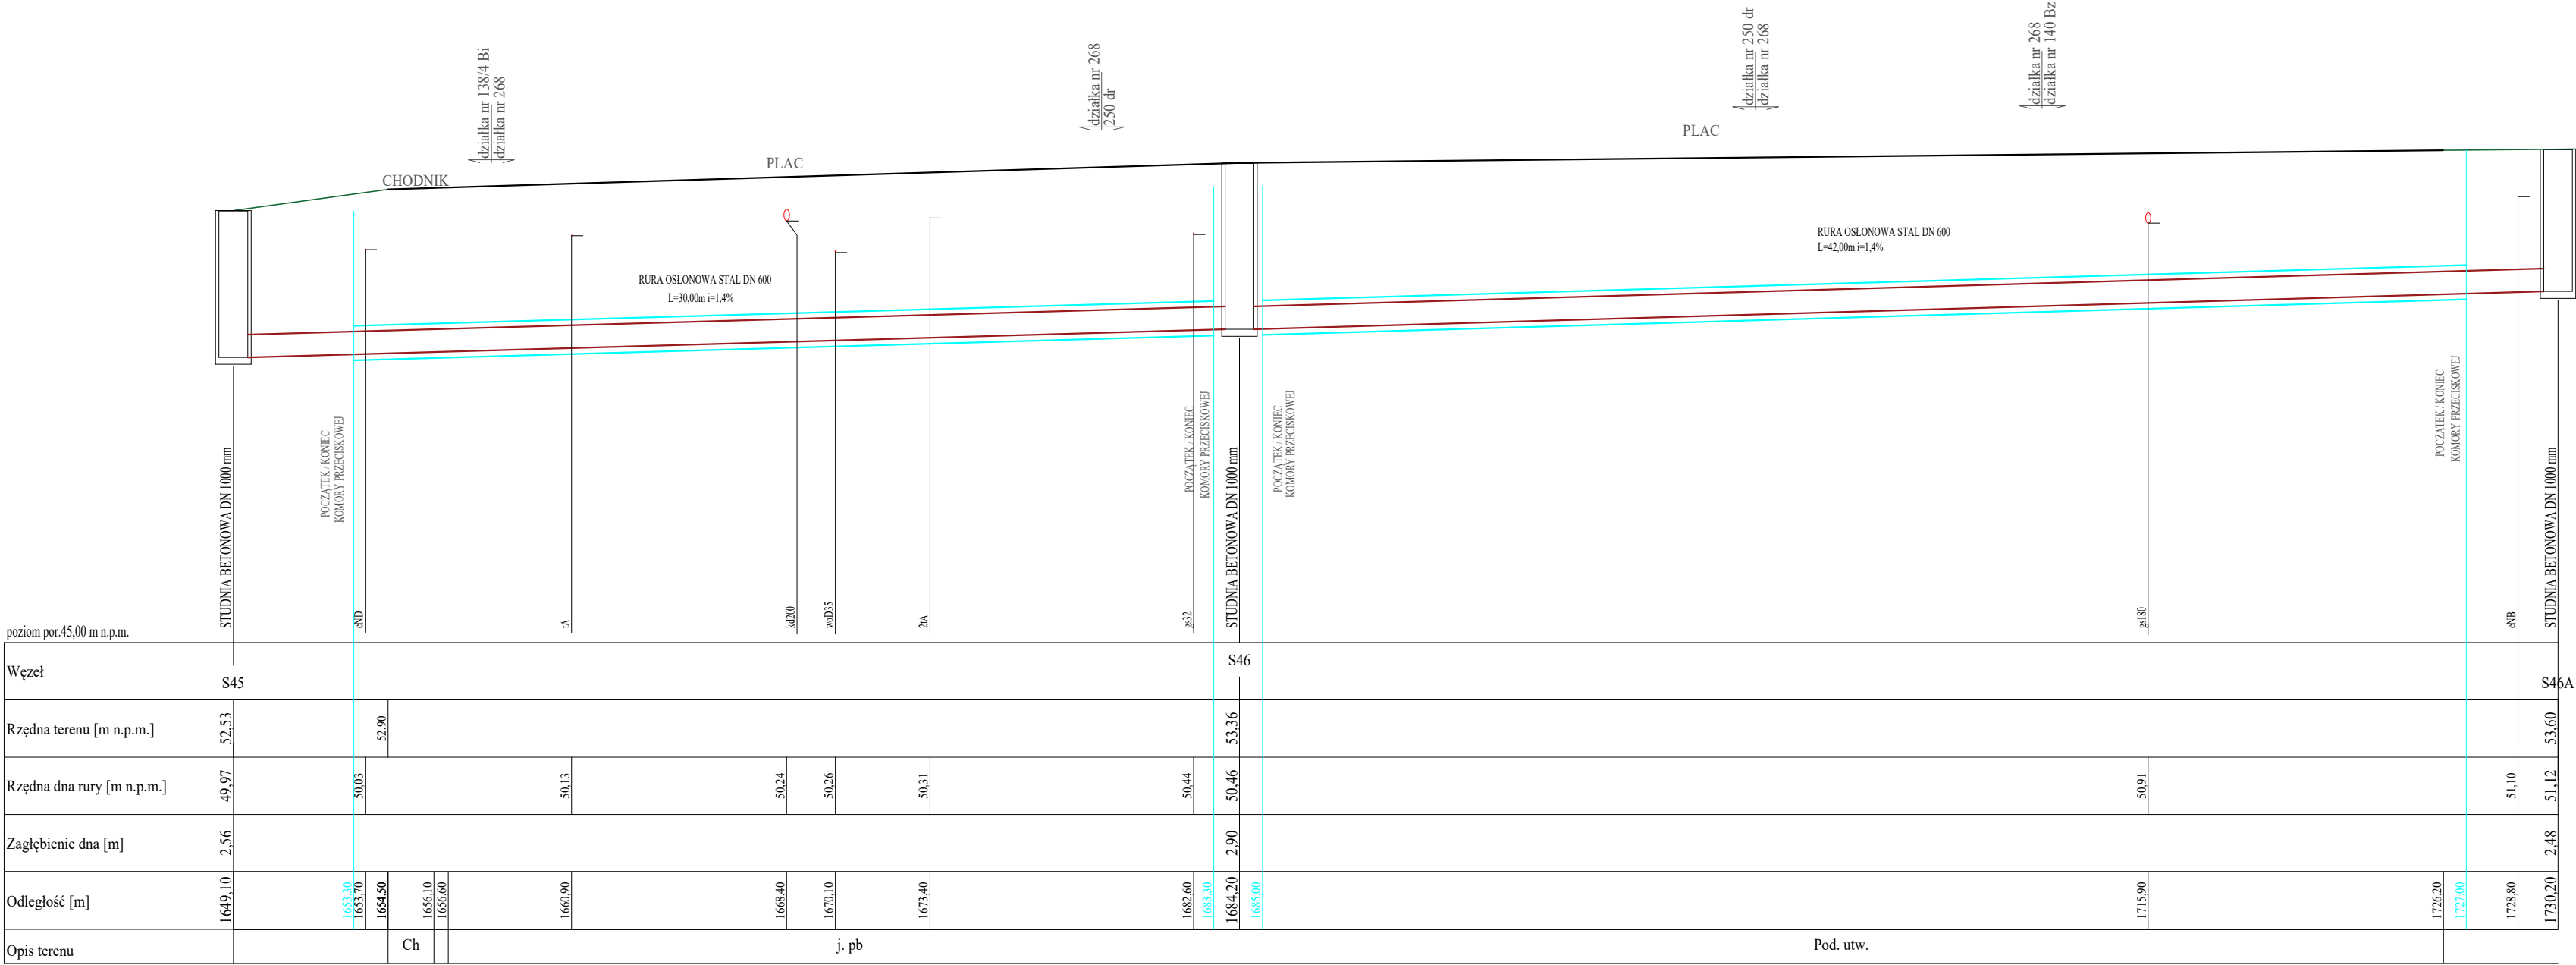 działka nr 138/4 Bi
działka nr 268
działka nr 268
250 dr
działka nr 250 dr
działka nr 268
działka nr 268
działka nr 140 Bz
CHODNIK
PLAC
PLAC
RURA OSŁONOWA STAL DN 600
L=30,00m i=1,4%
RURA OSŁONOWA STAL DN 600
L=42,00m i=1,4%
STUDNIA BETONOWA DN 1000 mm
POCZĄTEK / KONIEC
KOMORY PRZECISKOWEJ
eND
tA
kd200
woD35
2tA
gs32
POCZĄTEK / KONIEC
KOMORY PRZECISKOWEJ
STUDNIA BETONOWA DN 1000 mm
POCZĄTEK / KONIEC
KOMORY PRZECISKOWEJ
gs180
POCZĄTEK / KONIEC
KOMORY PRZECISKOWEJ
eNB
STUDNIA BETONOWA DN 1000 mm
poziom por.45,00 m n.p.m.
Węzeł
S45
S46
S46A
Rzędna terenu [m n.p.m.]
52,53
52,90
53,36
53,60
Rzędna dna rury [m n.p.m.]
49,97
50,03
50,13
50,24
50,26
50,31
50,44
50,46
50,91
51,10
51,12
Zagłębienie dna [m]
2,56
2,90
2,48
Odległość [m]
1649,10
1653,30
1653,70
1654,50
1656,10
1656,60
1660,90
1668,40
1670,10
1673,40
1682,60
1683,30
1684,20
1685,00
1715,90
1726,20
1727,00
1728,80
1730,20
Opis terenu
Ch
j. pb
Pod. utw.